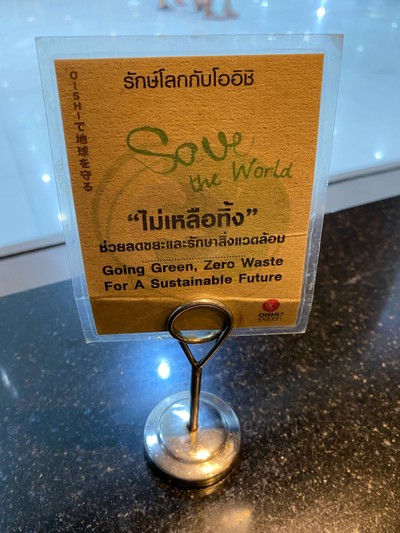 รักษ์โลกกับโออิชิ
OISHIで地球を守る
Save
the World
“ไม่เหลือทิ้ง”
ช่วยลดขยะและรักษาสิ่งแวดล้อม
Going Green, Zero Waste
For A Sustainable Future
OISHI